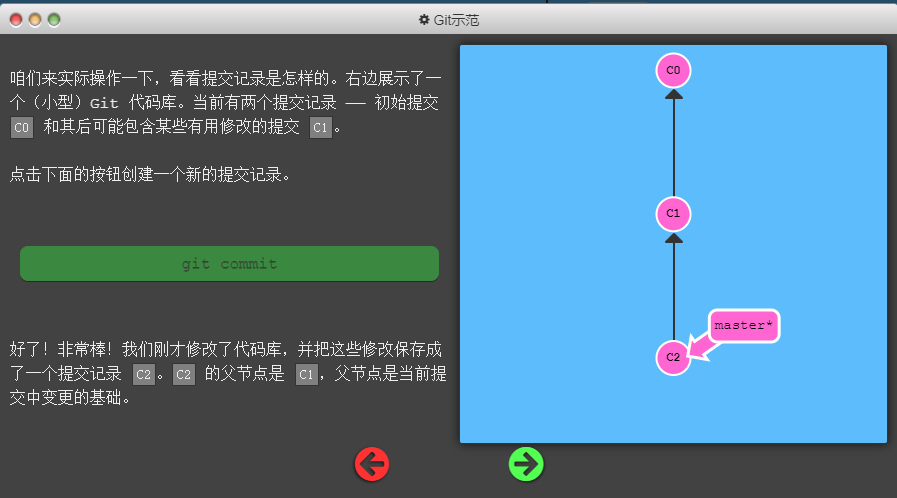 Git示范
咱们来实际操作一下，看看提交记录是怎样的。右边展示了一
个（小型）Git 代码库。当前有两个提交记录 —— 初始提交
C0 和其后可能包含某些有用修改的提交 C1。
点击下面的按钮创建一个新的提交记录。
git commit
好了！非常棒！我们刚才修改了代码库，并把这些修改保存成
了一个提交记录 C2。C2 的父节点是 C1，父节点是当前提
交中变更的基础。
C0
C1
master*
C2